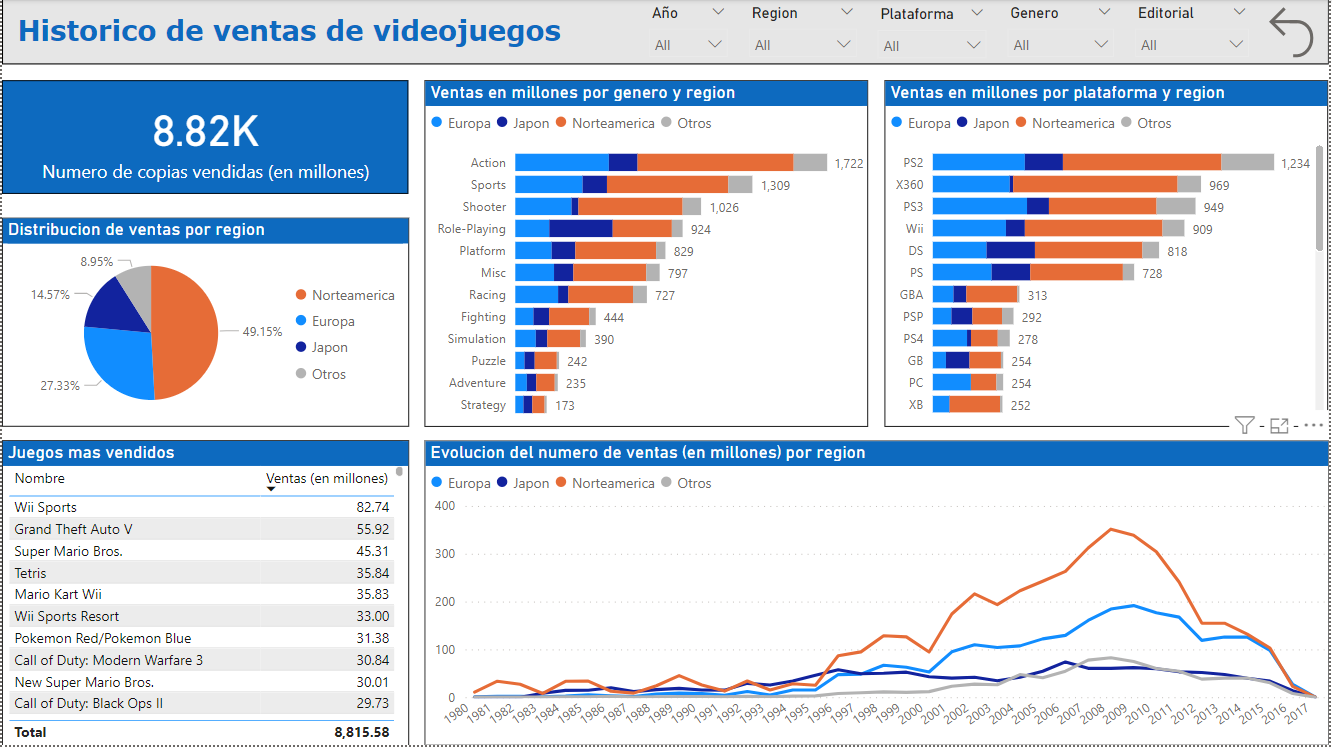 Historico de ventas de videojuegos
Año Region Plataforma Genero Editorial
All All All All All
8.82K
Numero de copias vendidas (en millones)
Distribucion de ventas por region
8.95%
14.57%
27.33%
49.15%
Norteamerica
Europa
Japon
Otros
Ventas en millones por genero y region
Europa Japon Norteamerica Otros
Action 1,722
Sports 1,309
Shooter 1,026
Role-Playing 924
Platform 829
Misc 797
Racing 727
Fighting 444
Simulation 390
Puzzle 242
Adventure 235
Strategy 173
Ventas en millones por plataforma y region
Europa Japon Norteamerica Otros
PS2 1,234
X360 969
PS3 949
Wii 909
DS 818
PS 728
GBA 313
PSP 292
PS4 278
GB 254
PC 254
XB 252
Juegos mas vendidos
Nombre Ventas (en millones)
Wii Sports 82.74
Grand Theft Auto V 55.92
Super Mario Bros. 45.31
Tetris 35.84
Mario Kart Wii 35.83
Wii Sports Resort 33.00
Pokemon Red/Pokemon Blue 31.38
Call of Duty: Modern Warfare 3 30.84
New Super Mario Bros. 30.01
Call of Duty: Black Ops II 29.73
Total 8,815.58
Evolucion del numero de ventas (en millones) por region
Europa Japon Norteamerica Otros
400
300
200
100
0
1980 1981 1982 1983 1984 1985 1986 1987 1988 1989 1990 1991 1992 1993 1994 1995 1996 1997 1998 1999 2000 2001 2002 2003 2004 2005 2006 2007 2008 2009 2010 2011 2012 2013 2014 2015 2016 2017